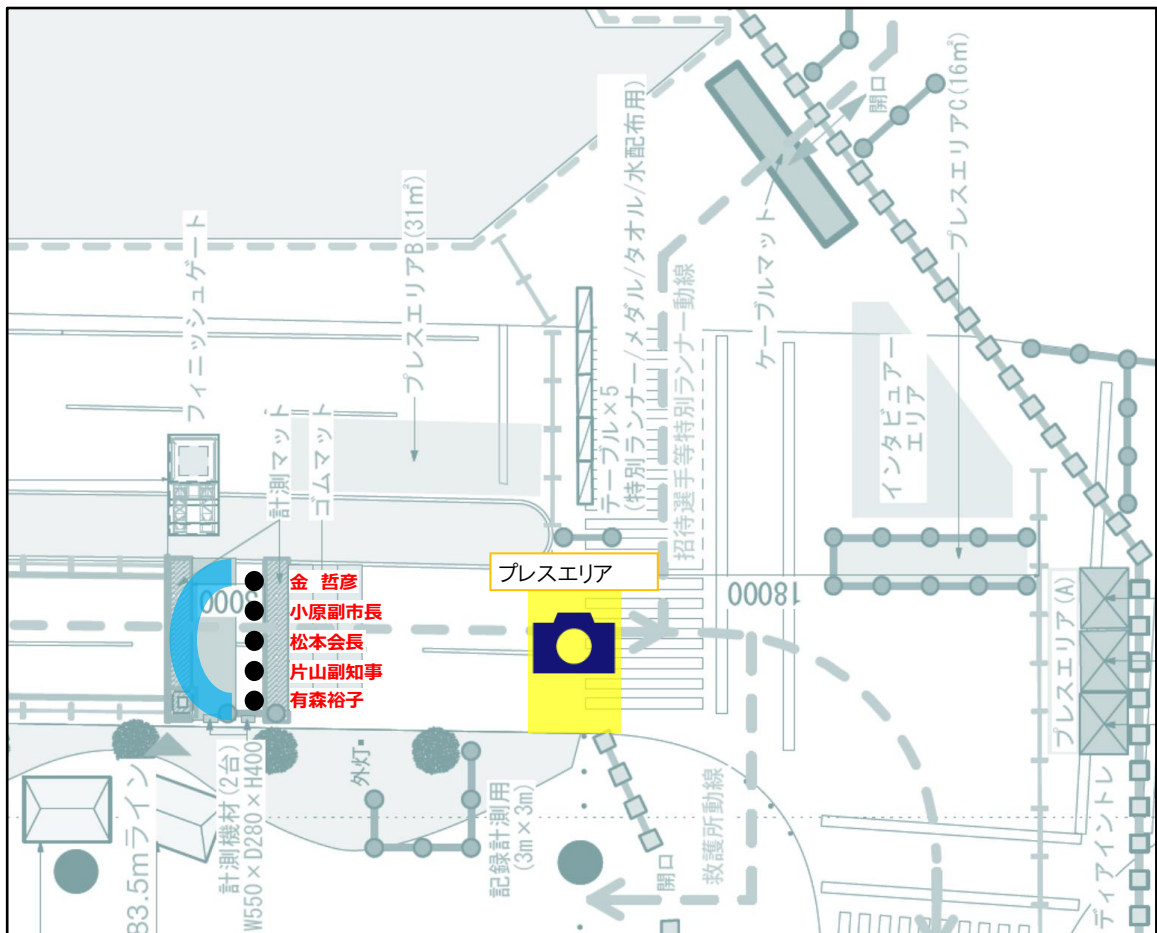 フィニッシュゲート
プレスエリアB(31㎡)
計測マット
ゴムマット
テーブル×5
(特別ランナー/メダル/タオル/水配布用)
招待選手等特別ランナー動線
ケーブルマット
開口
プレスエリアC(16㎡)
インタビュアー
エリア
プレスエリア
金 哲彦
小原副市長
松本会長
片山副知事
有森裕子
18000
プレスエリア(A)
83.5mライン
計測機材(2台)
W550×D280×H400
外灯
記録計測用
(3m×3m)
開口
救護所動線
ディアイントレ